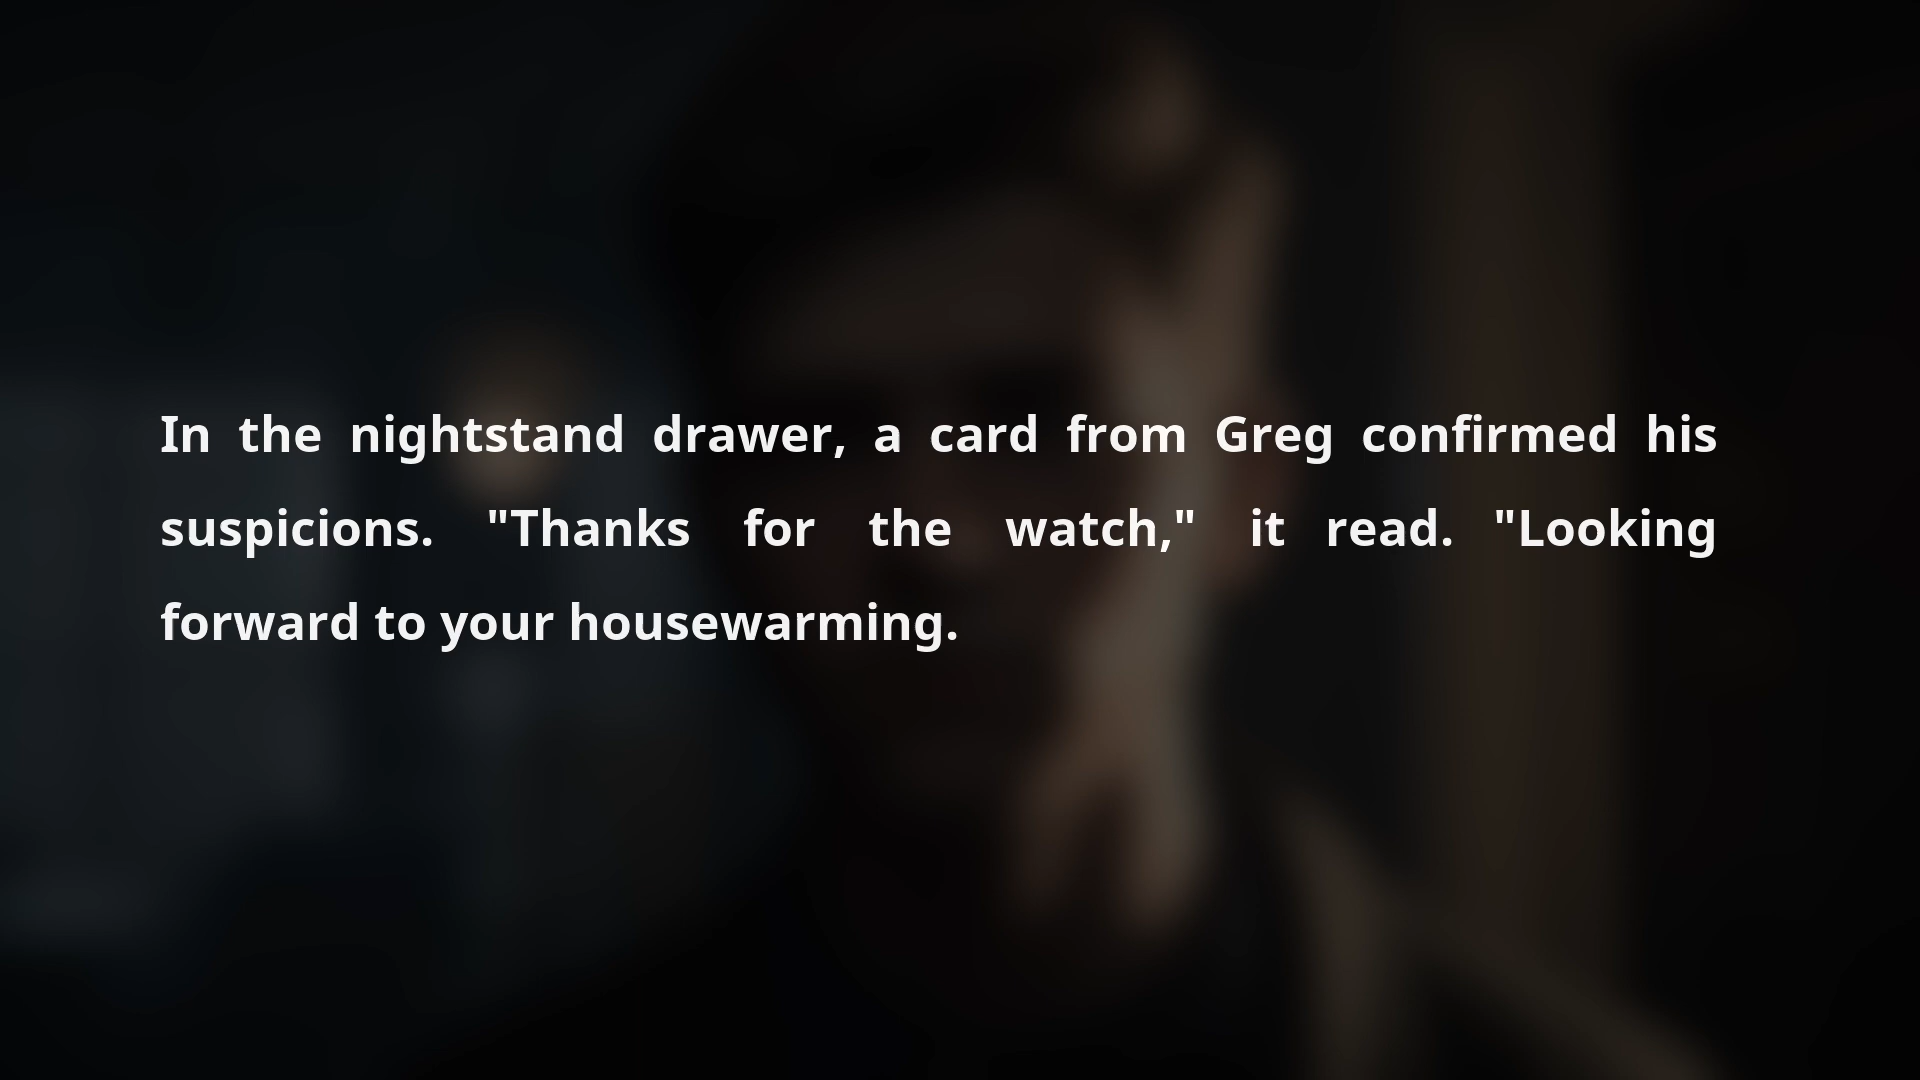 In the nightstand drawer, a card from Greg confirmed his
suspicions. "Thanks for the watch," it read. "Looking
forward to your housewarming.